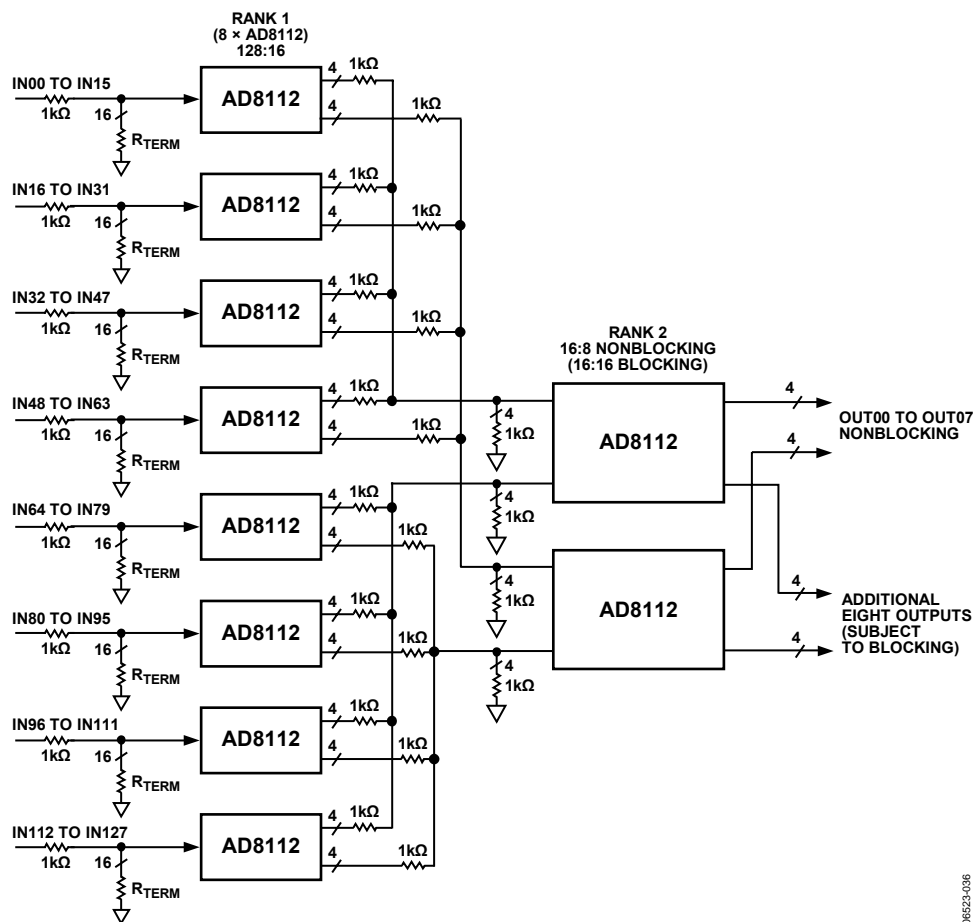 RANK 1
(8 × AD8112)
128:16
IN00 TO IN15
1kΩ
16
RTERM
AD8112
4
1kΩ
4
1kΩ
IN16 TO IN31
1kΩ
16
RTERM
AD8112
4
1kΩ
4
1kΩ
IN32 TO IN47
1kΩ
16
RTERM
AD8112
4
1kΩ
4
1kΩ
IN48 TO IN63
1kΩ
16
RTERM
AD8112
4
1kΩ
4
1kΩ
IN64 TO IN79
1kΩ
16
RTERM
AD8112
4
1kΩ
4
1kΩ
IN80 TO IN95
1kΩ
16
RTERM
AD8112
4
1kΩ
4
1kΩ
IN96 TO IN111
1kΩ
16
RTERM
AD8112
4
1kΩ
4
1kΩ
IN112 TO IN127
1kΩ
16
RTERM
AD8112
4
1kΩ
4
1kΩ
RANK 2
16:8 NONBLOCKING
(16:16 BLOCKING)
4
1kΩ
4
1kΩ
AD8112
4
1kΩ
4
1kΩ
AD8112
4
4
OUT00 TO OUT07
NONBLOCKING
4
4
ADDITIONAL
EIGHT OUTPUTS
(SUBJECT
TO BLOCKING)
08523-036